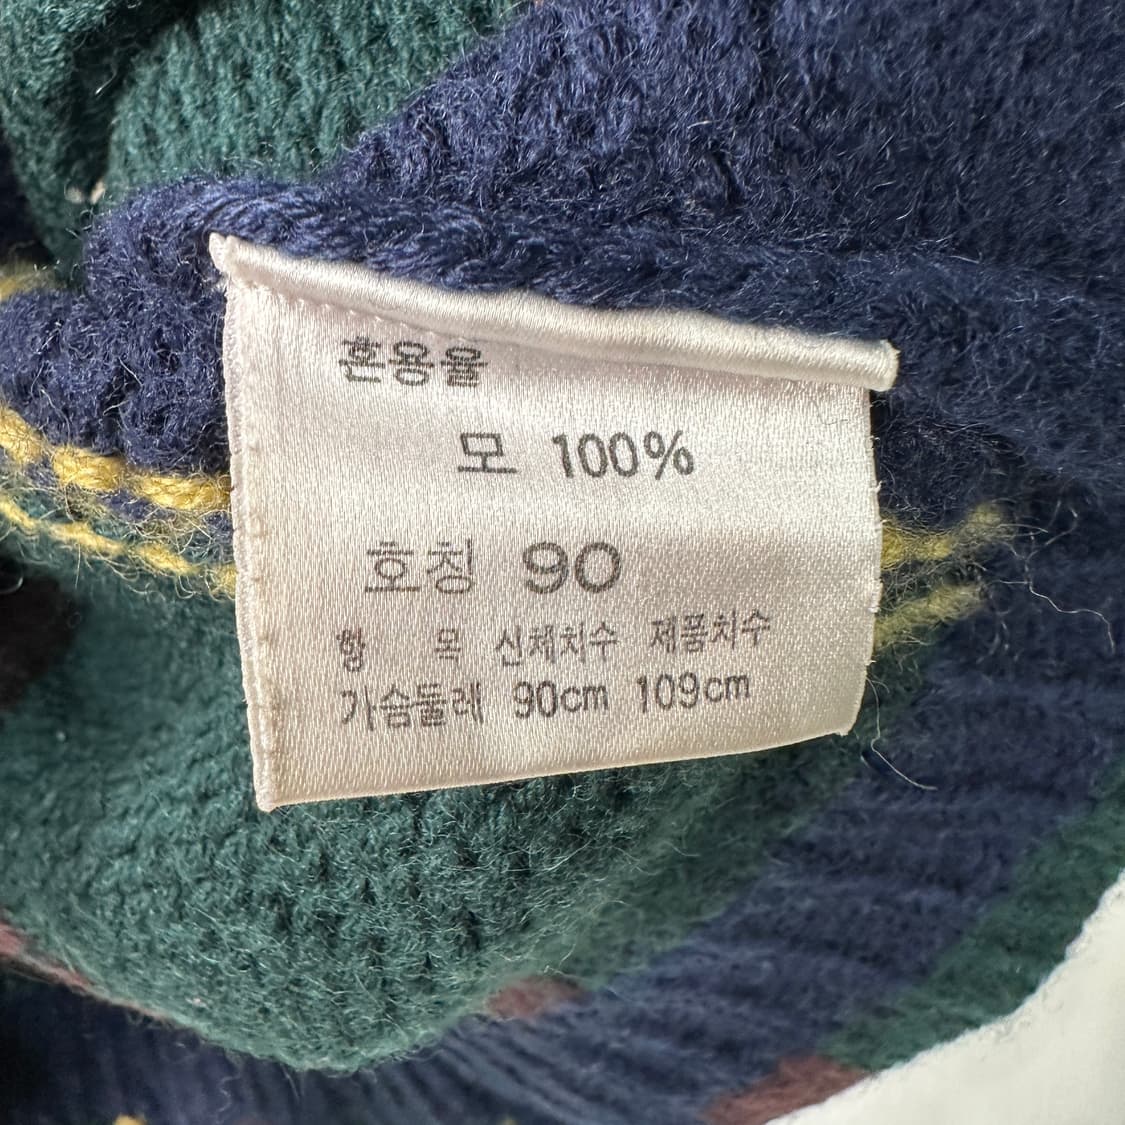 혼용율
모 100%
호칭 90
항 목 신체치수 제품치수
가슴둘레 90cm 109cm